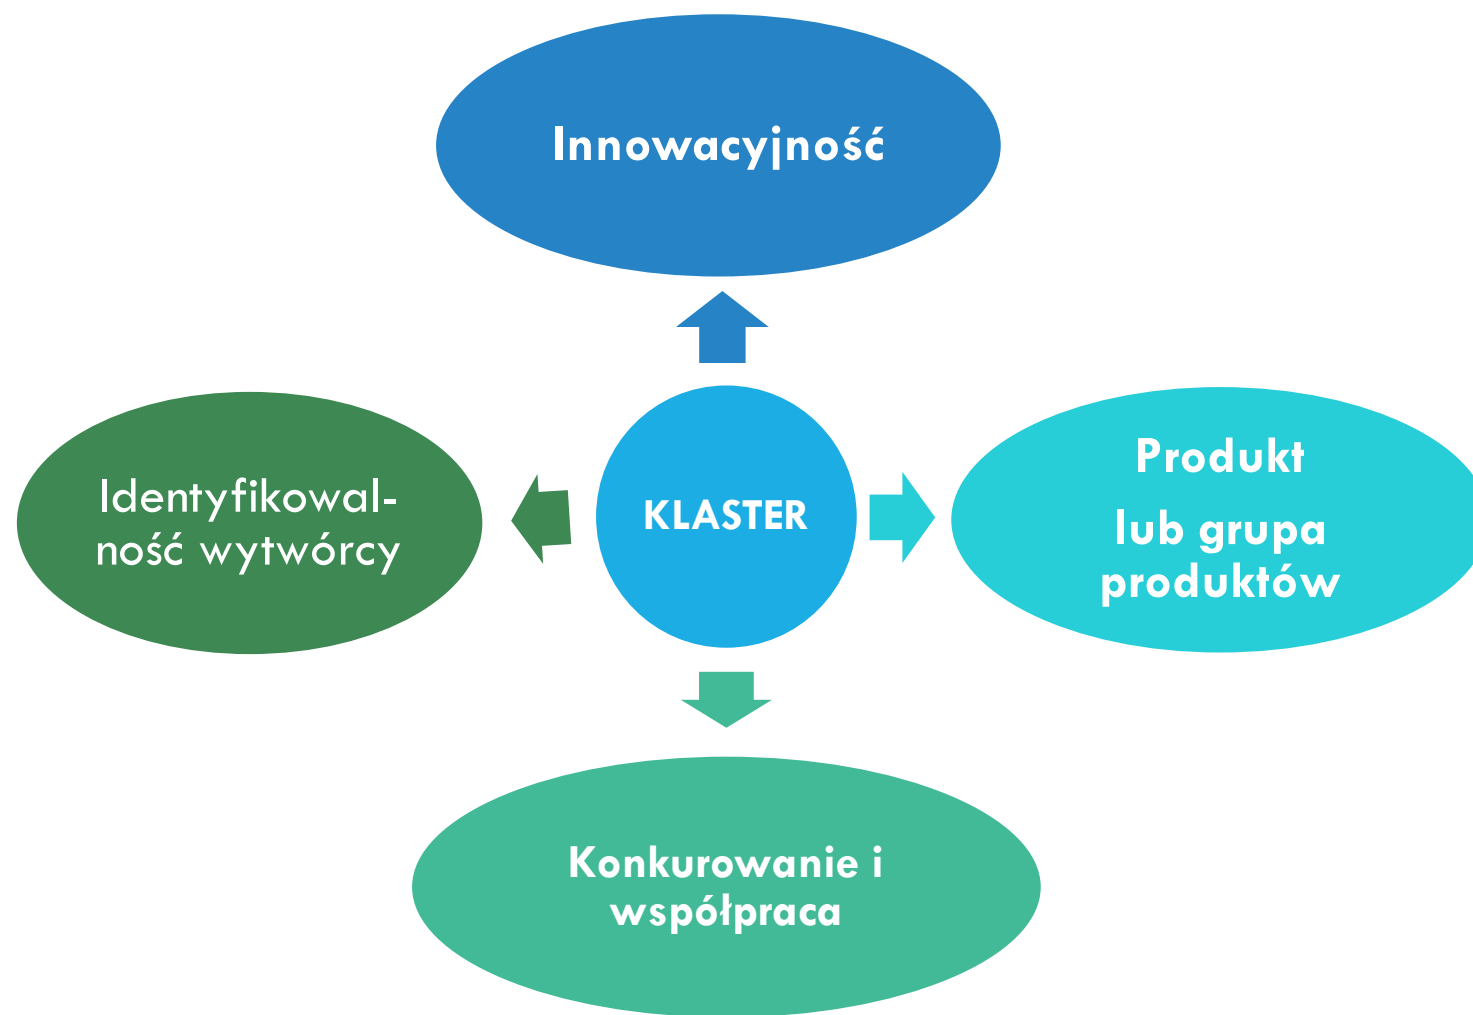 Innowacyjność
Identyfikowal-
ność wytwórcy
KLASTER
Produkt
lub grupa
produktów
Konkurowanie i
współpraca